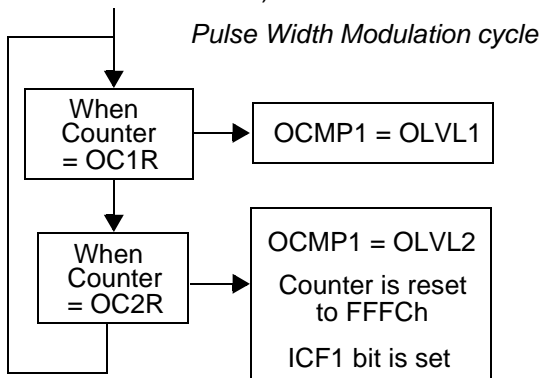 Pulse Width Modulation cycle
When
Counter
= OC1R
OCMP1 = OLVL1
When
Counter
= OC2R
OCMP1 = OLVL2
Counter is reset
to FFFCh
ICF1 bit is set